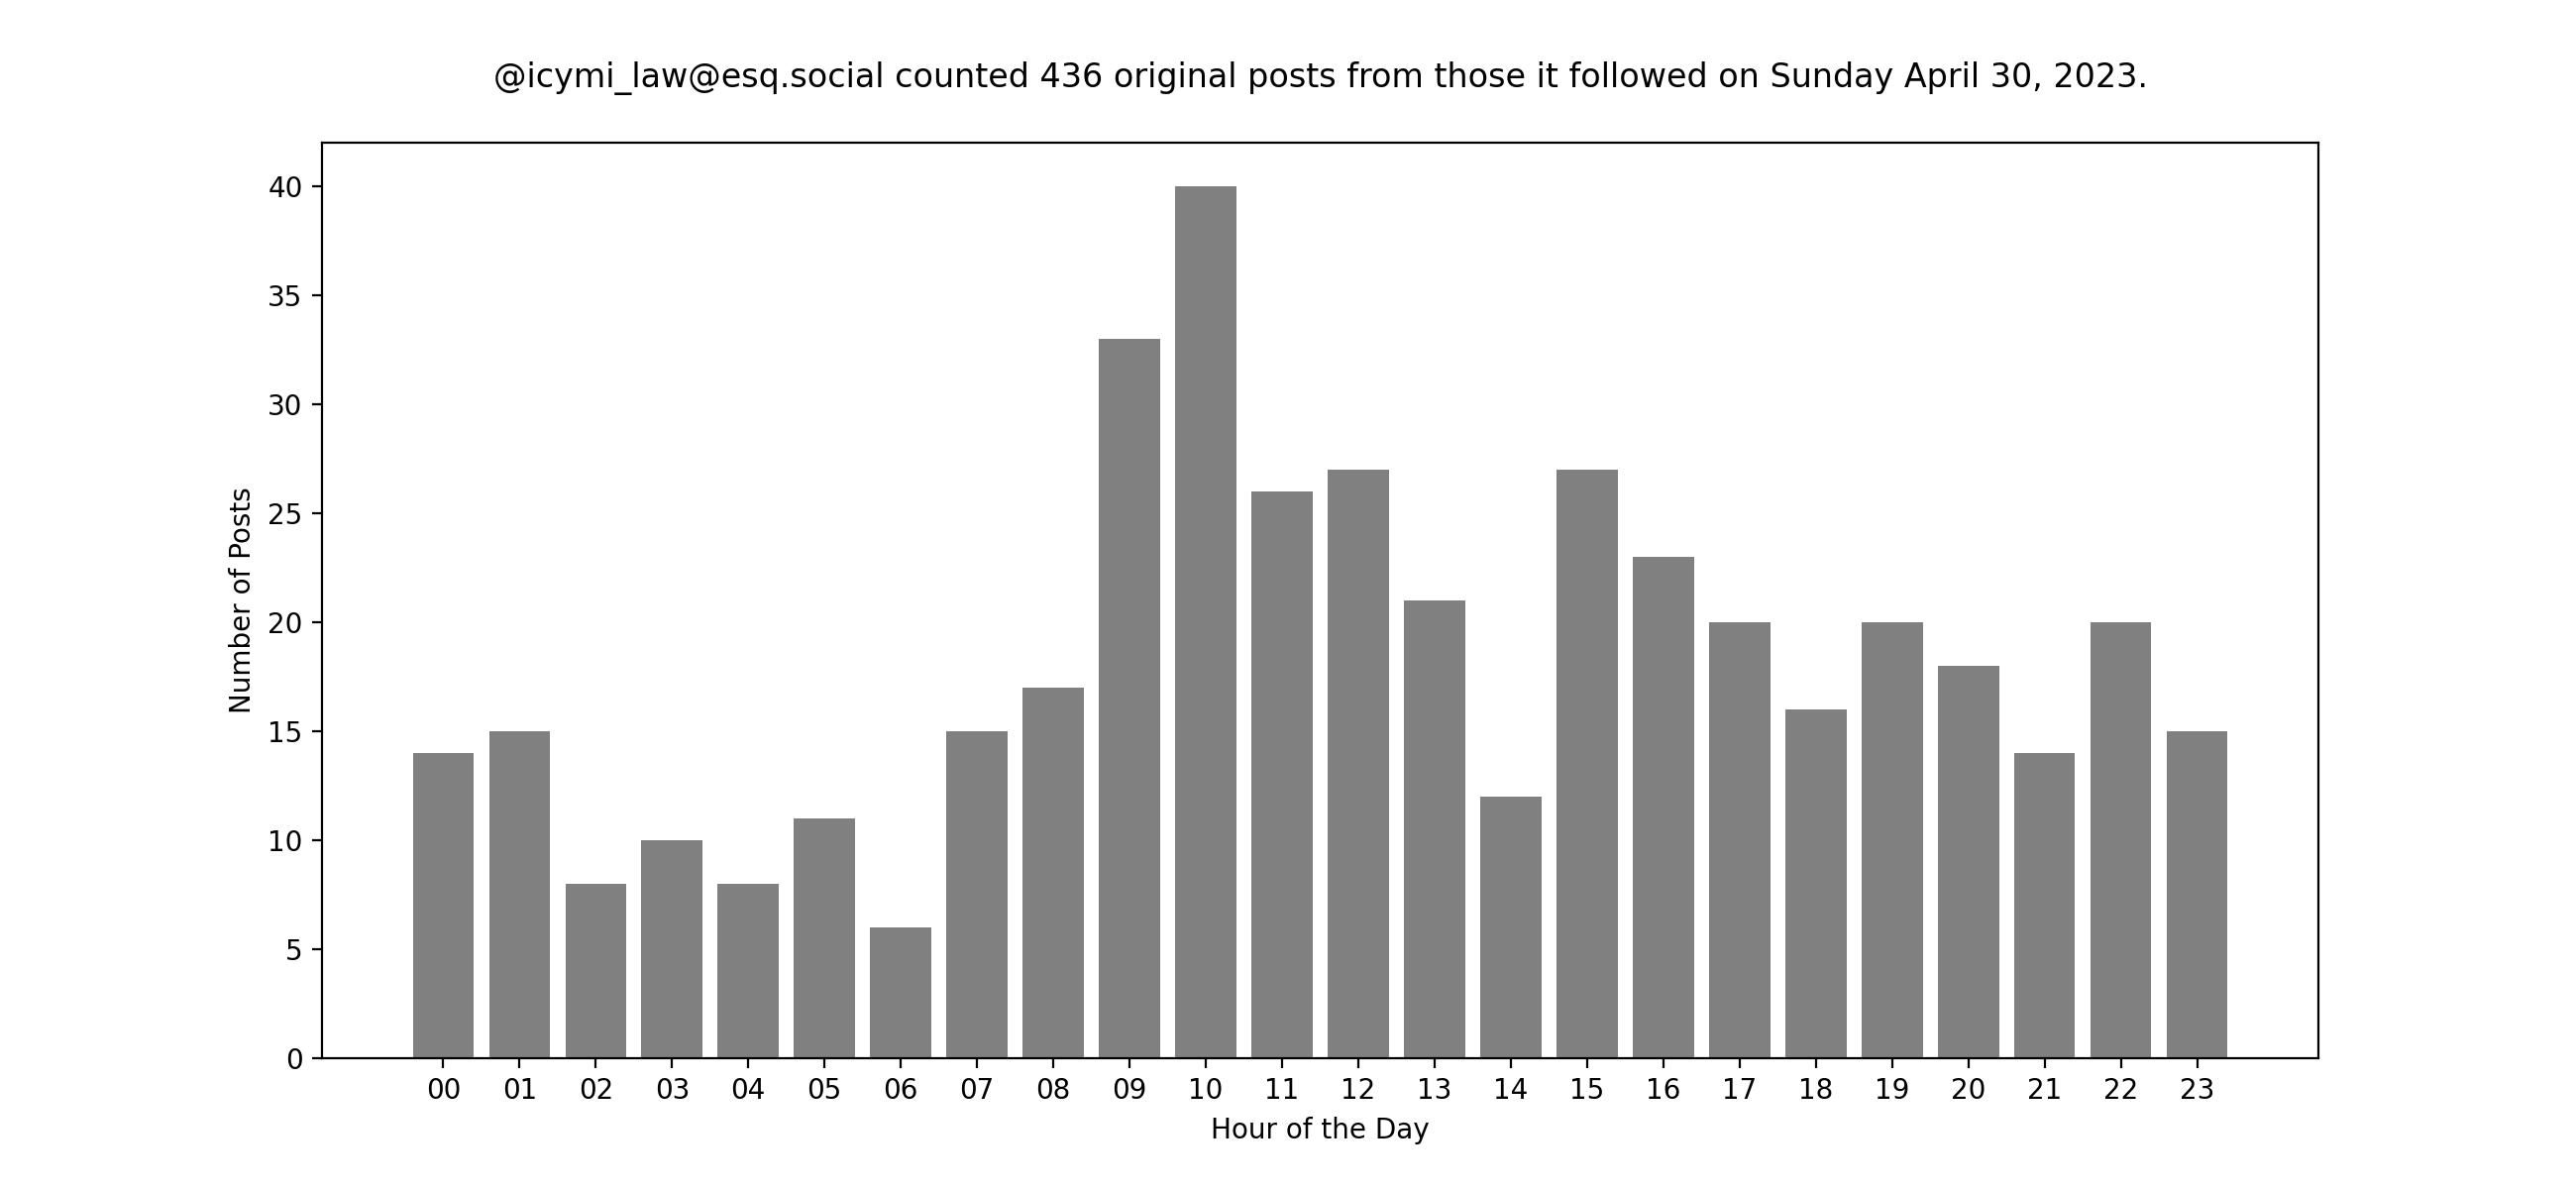 @icymi_law@esq.social counted 436 original posts from those it followed on Sunday April 30, 2023.
40
35
30
25
20
15
10
5
0
Number of Posts
00 01 02 03 04 05 06 07 08 09 10 11 12 13 14 15 16 17 18 19 20 21 22 23
Hour of the Day